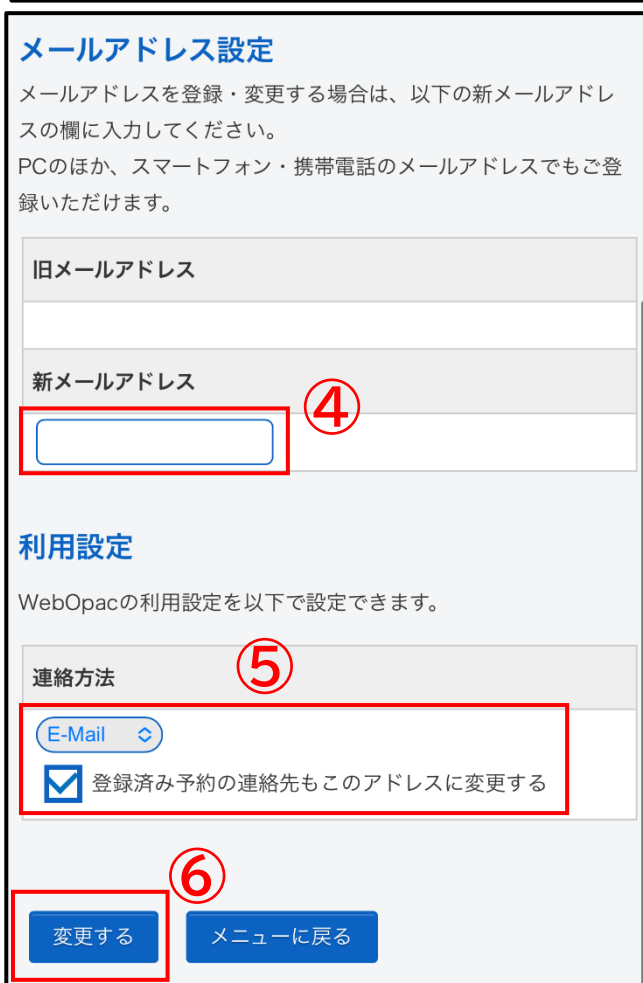 メールアドレス設定
メールアドレスを登録・変更する場合は、以下の新メールアドレ
スの欄に入力してください。
PCのほか、スマートフォン・携帯電話のメールアドレスでもご登
録いただけます。
旧メールアドレス
新メールアドレス
④
利用設定
WebOpacの利用設定を以下で設定できます。
連絡方法
⑤
E-Mail
登録済み予約の連絡先もこのアドレスに変更する
⑥
変更する
メニューに戻る